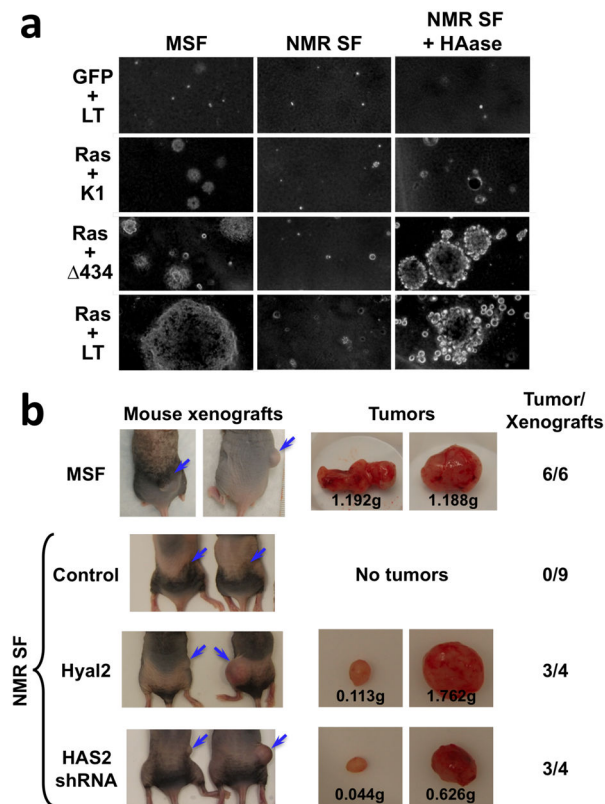 a
MSF
NMR SF
NMR SF
+ HAase
GFP
+
LT
Ras
+
K1
Ras
+
Δ434
Ras
+
LT
b
Mouse xenografts
Tumors
Tumor/
Xenografts
MSF
1.192g
1.188g
6/6
NMR SF
Control
No tumors
0/9
Hyal2
0.113g
1.762g
3/4
HAS2
shRNA
0.044g
0.626g
3/4